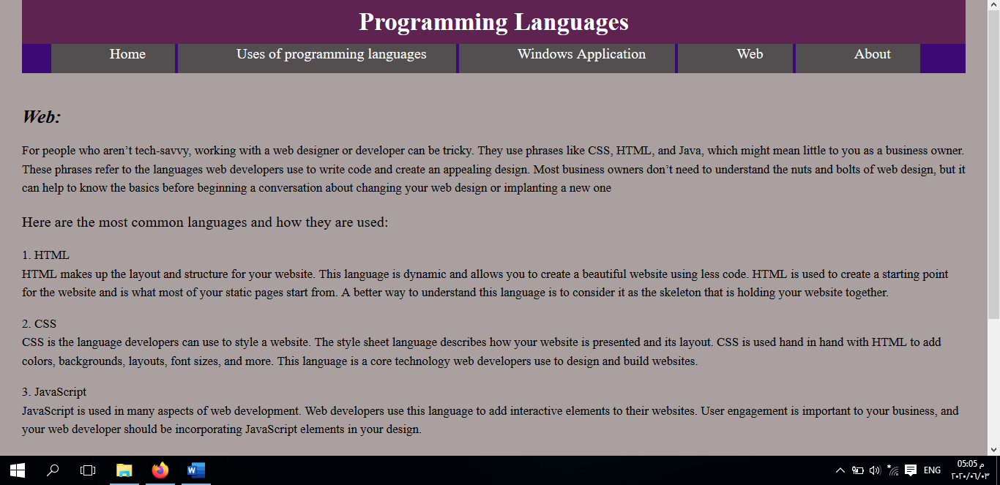 Programming Languages
Home Uses of programming languages Windows Application Web About
Web:
For people who aren’t tech-savvy, working with a web designer or developer can be tricky. They use phrases like CSS, HTML, and Java, which might mean little to you as a business owner.
These phrases refer to the languages web developers use to write code and create an appealing design. Most business owners don’t need to understand the nuts and bolts of web design, but it
can help to know the basics before beginning a conversation about changing your web design or implanting a new one
Here are the most common languages and how they are used:
1. HTML
HTML makes up the layout and structure for your website. This language is dynamic and allows you to create a beautiful website using less code. HTML is used to create a starting point
for the website and is what most of your static pages start from. A better way to understand this language is to consider it as the skeleton that is holding your website together.
2. CSS
CSS is the language developers can use to style a website. The style sheet language describes how your website is presented and its layout. CSS is used hand in hand with HTML to add
colors, backgrounds, layouts, font sizes, and more. This language is a core technology web developers use to design and build websites.
3. JavaScript
JavaScript is used in many aspects of web development. Web developers use this language to add interactive elements to their websites. User engagement is important to your business, and
your web developer should be incorporating JavaScript elements in your design.
W
ENG
05:05 م
٢٠٢٠/٠٦/٠٣